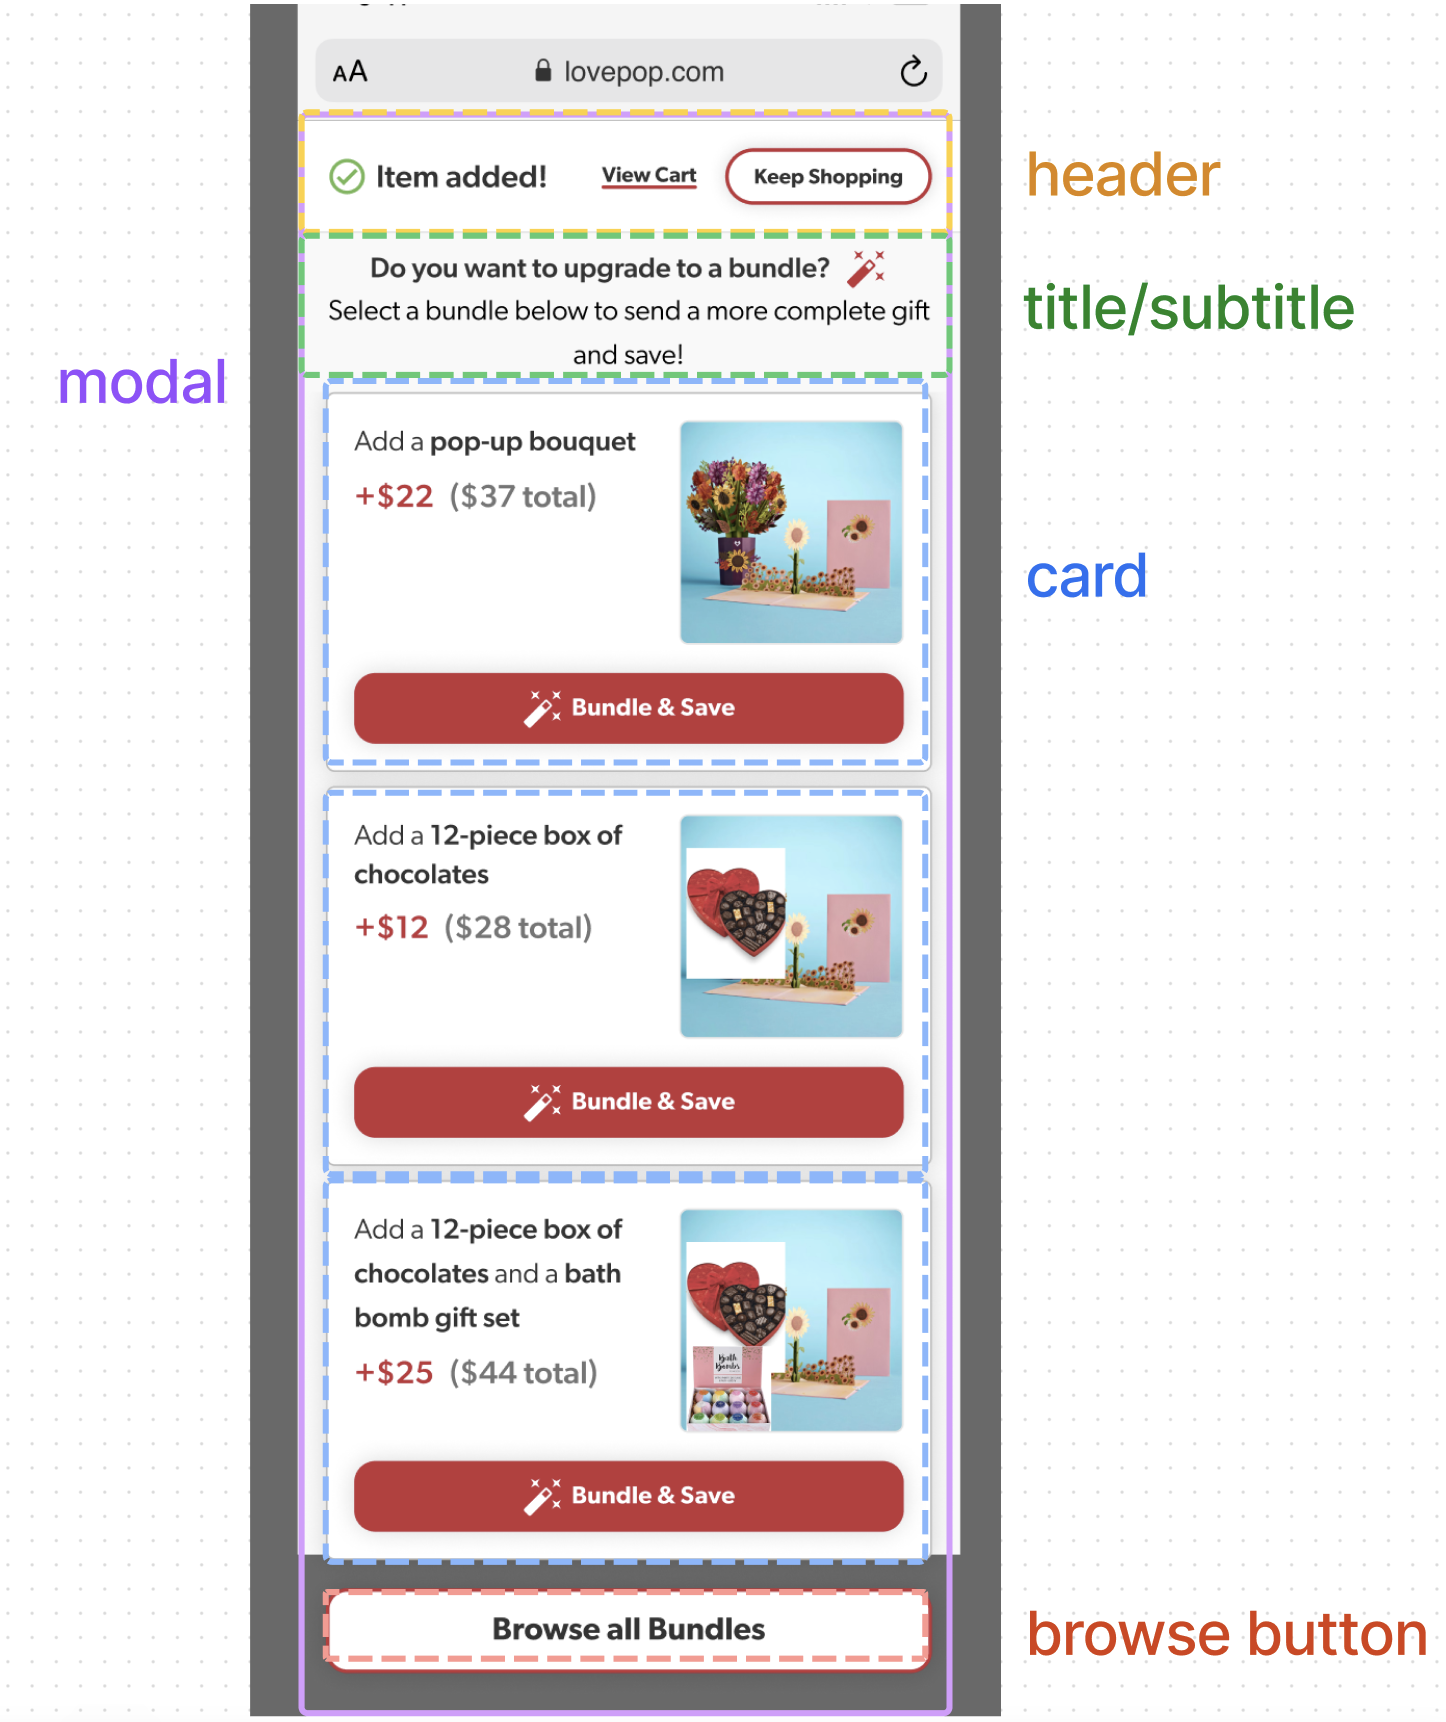 AA lovepop.com
Item added! View Cart Keep Shopping
header
Do you want to upgrade to a bundle?
Select a bundle below to send a more complete gift
and save!
title/subtitle
modal
Add a pop-up bouquet
+$22 ($37 total)
card
Bundle & Save
Add a 12-piece box of
chocolates
+$12 ($28 total)
Bundle & Save
Add a 12-piece box of
chocolates and a bath
bomb gift set
+$25 ($44 total)
Bath
Bombs
Bundle & Save
Browse all Bundles
browse button